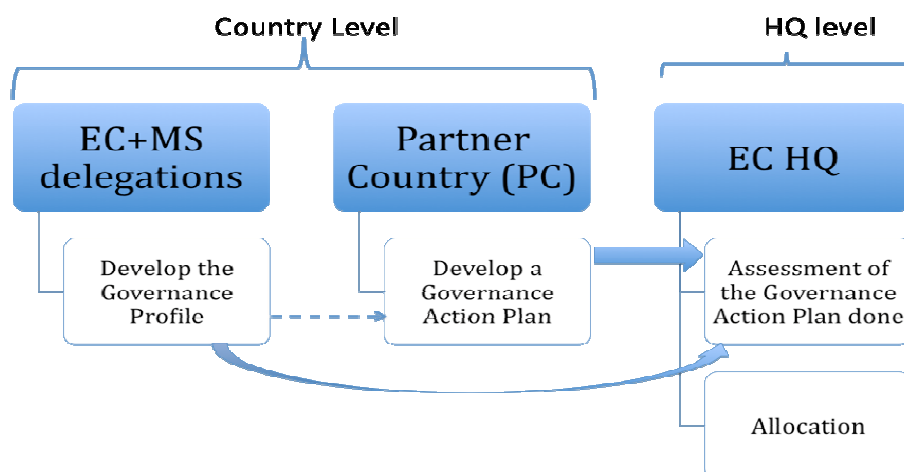 Country Level
HQ level
EC+MS
delegations
Partner
Country (PC)
EC HQ
Develop the
Governance
Profile
Develop a
Governance
Action Plan
Assessment of
the Governance
Action Plan done
Allocation